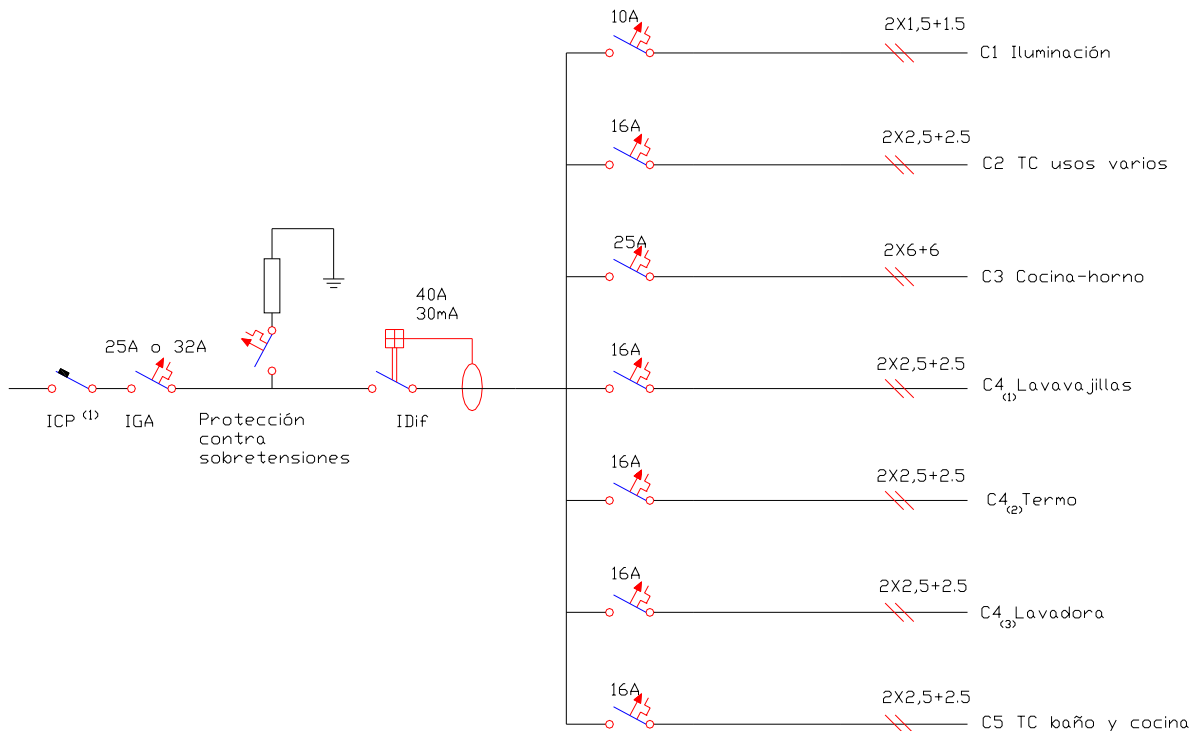 10A
2X1,5+1.5
C1 Iluminación
16A
2X2,5+2.5
C2 TC usos varios
25A
2X6+6
C3 Cocina-horno
25A o 32A
40A
30mA
16A
2X2,5+2.5
C4(1)Lavavajillas
ICP (1)
IGA
Protección
contra
sobretensiones
IDif
16A
2X2,5+2.5
C4(2)Termo
16A
2X2,5+2.5
C4(3)Lavadora
16A
2X2,5+2.5
C5 TC baño y cocina